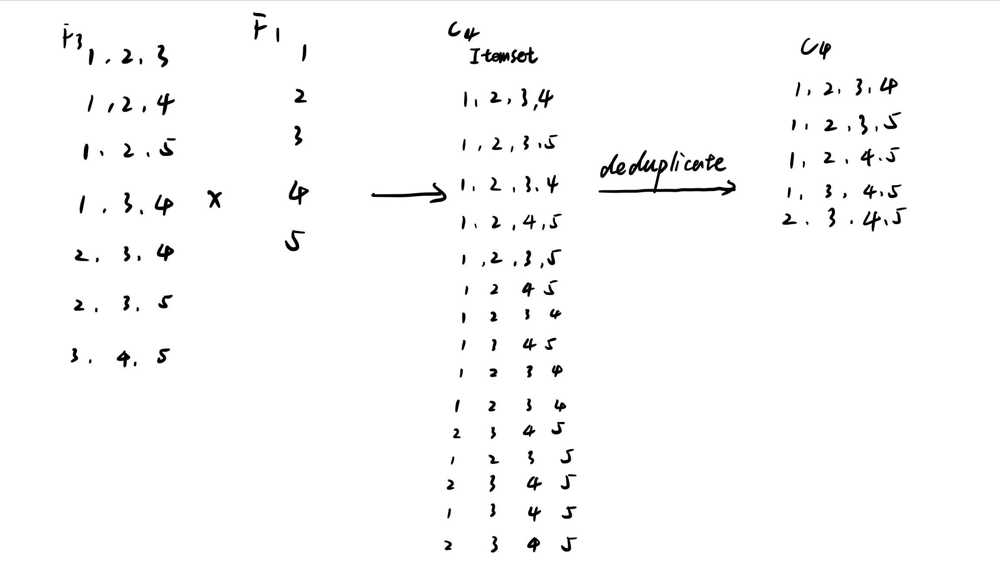 F3
1, 2, 3
1, 2, 4
1, 2, 5
1, 3, 4
2, 3, 4
2, 3, 5
3, 4, 5
x
F1
1
2
3
4
5
C4
Itemset
1, 2, 3, 4
1, 2, 3, 5
1, 2, 3, 4
1, 2, 4, 5
1, 2, 3, 5
1 2 4 5
1 2 3 4
1 3 4 5
1 2 3 4
1 2 3 4
2 3 4 5
1 2 3 5
2 3 4 5
1 3 4 5
2 3 4 5
deduplicate
C4
1, 2, 3, 4
1, 2, 3, 5
1, 2, 4, 5
1, 3, 4, 5
2, 3, 4, 5